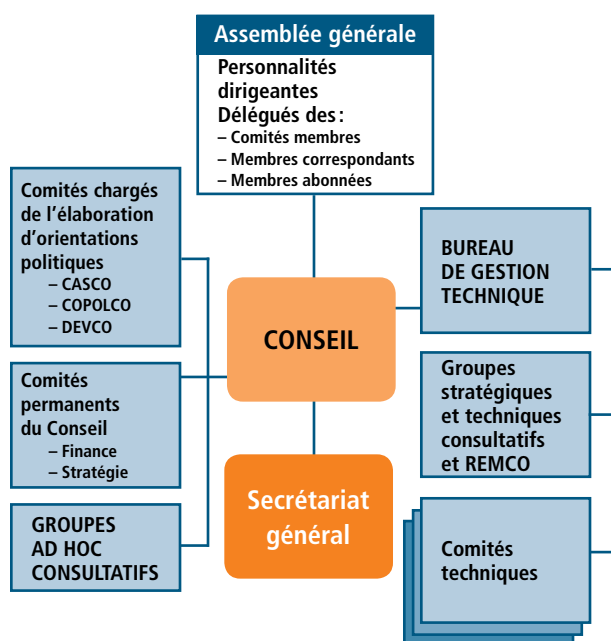 Assemblée générale
Personnalités
dirigeantes
Délégués des :
– Comités membres
– Membres correspondants
– Membres abonnées
Comités chargés
de l’élaboration
d’orientations
politiques
– CASCO
– COPOLCO
– DEVCO
Comités
permanents
du Conseil
– Finance
– Stratégie
GROUPES
AD HOC
CONSULTATIFS
CONSEIL
Secrétariat
général
BUREAU
DE GESTION
TECHNIQUE
Groupes
stratégiques
et techniques
consultatifs
et REMCO
Comités
techniques